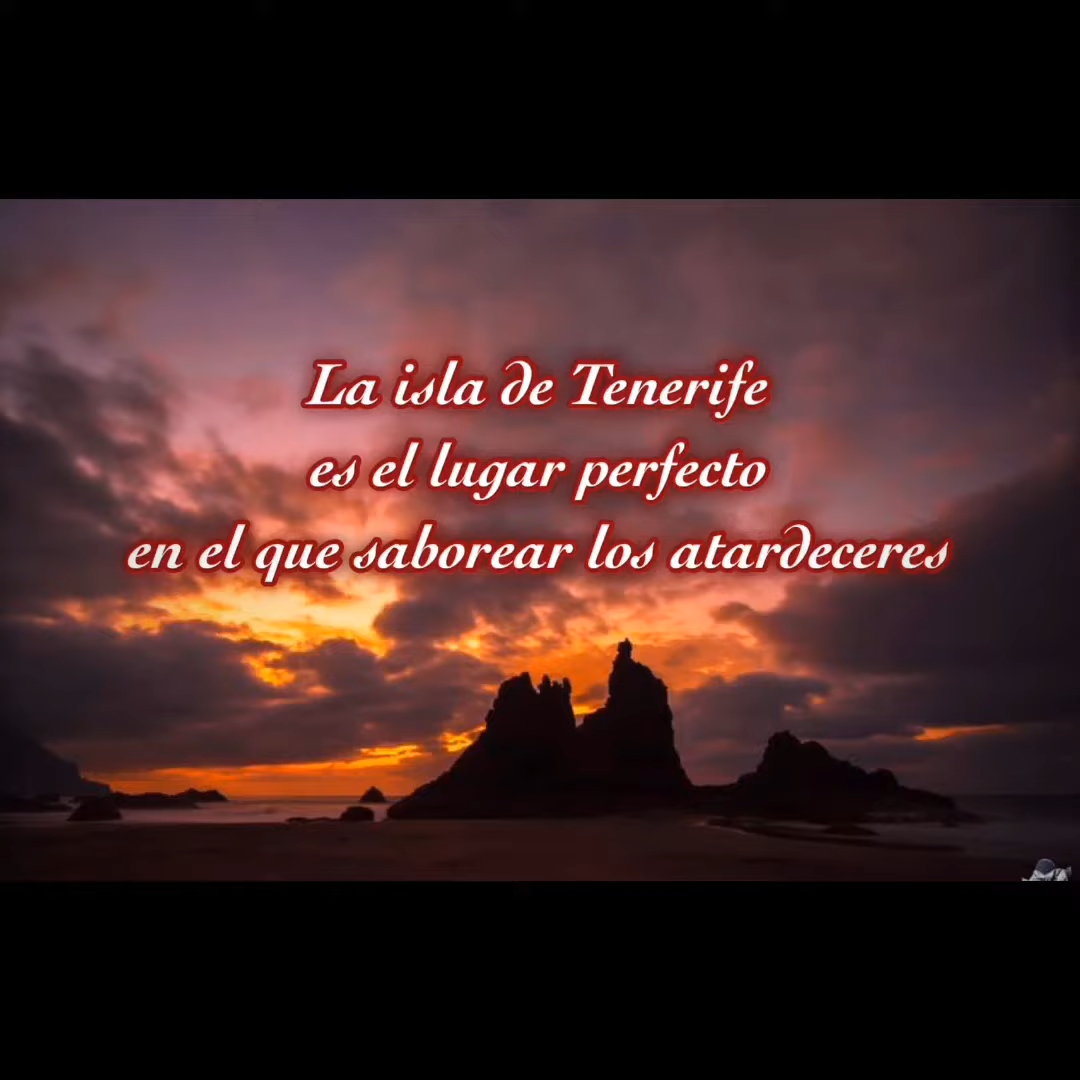 La isla de Tenerife
es el lugar perfecto
en el que saborear los atardeceres